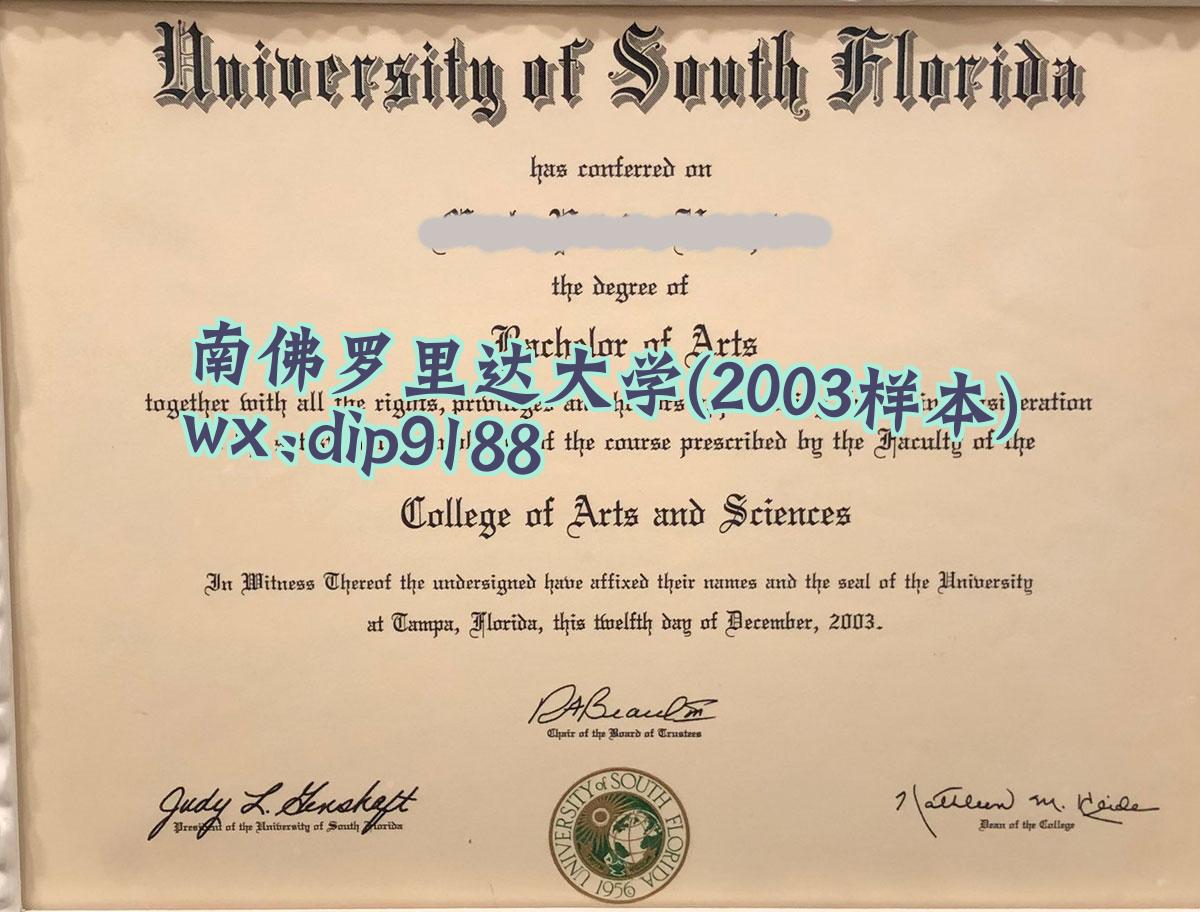 University of South Florida
has conferred on
the degree of
Bachelor of Arts
南佛罗里达大学(2003样本)
together with all the rights, privileges
wx:dip9188
of the course prescribed by the Faculty of the
College of Arts and Sciences
In Witness Thereof the undersigned have affixed their names and the seal of the University
at Tampa, Florida, this twelfth day of December, 2003.
Chair of the Board of Trustees
Judy L. Genshaft
President of the University of South Florida
Kathleen M. Heide
Dean of the College
UNIVERSITY of SOUTH FLORIDA
1956